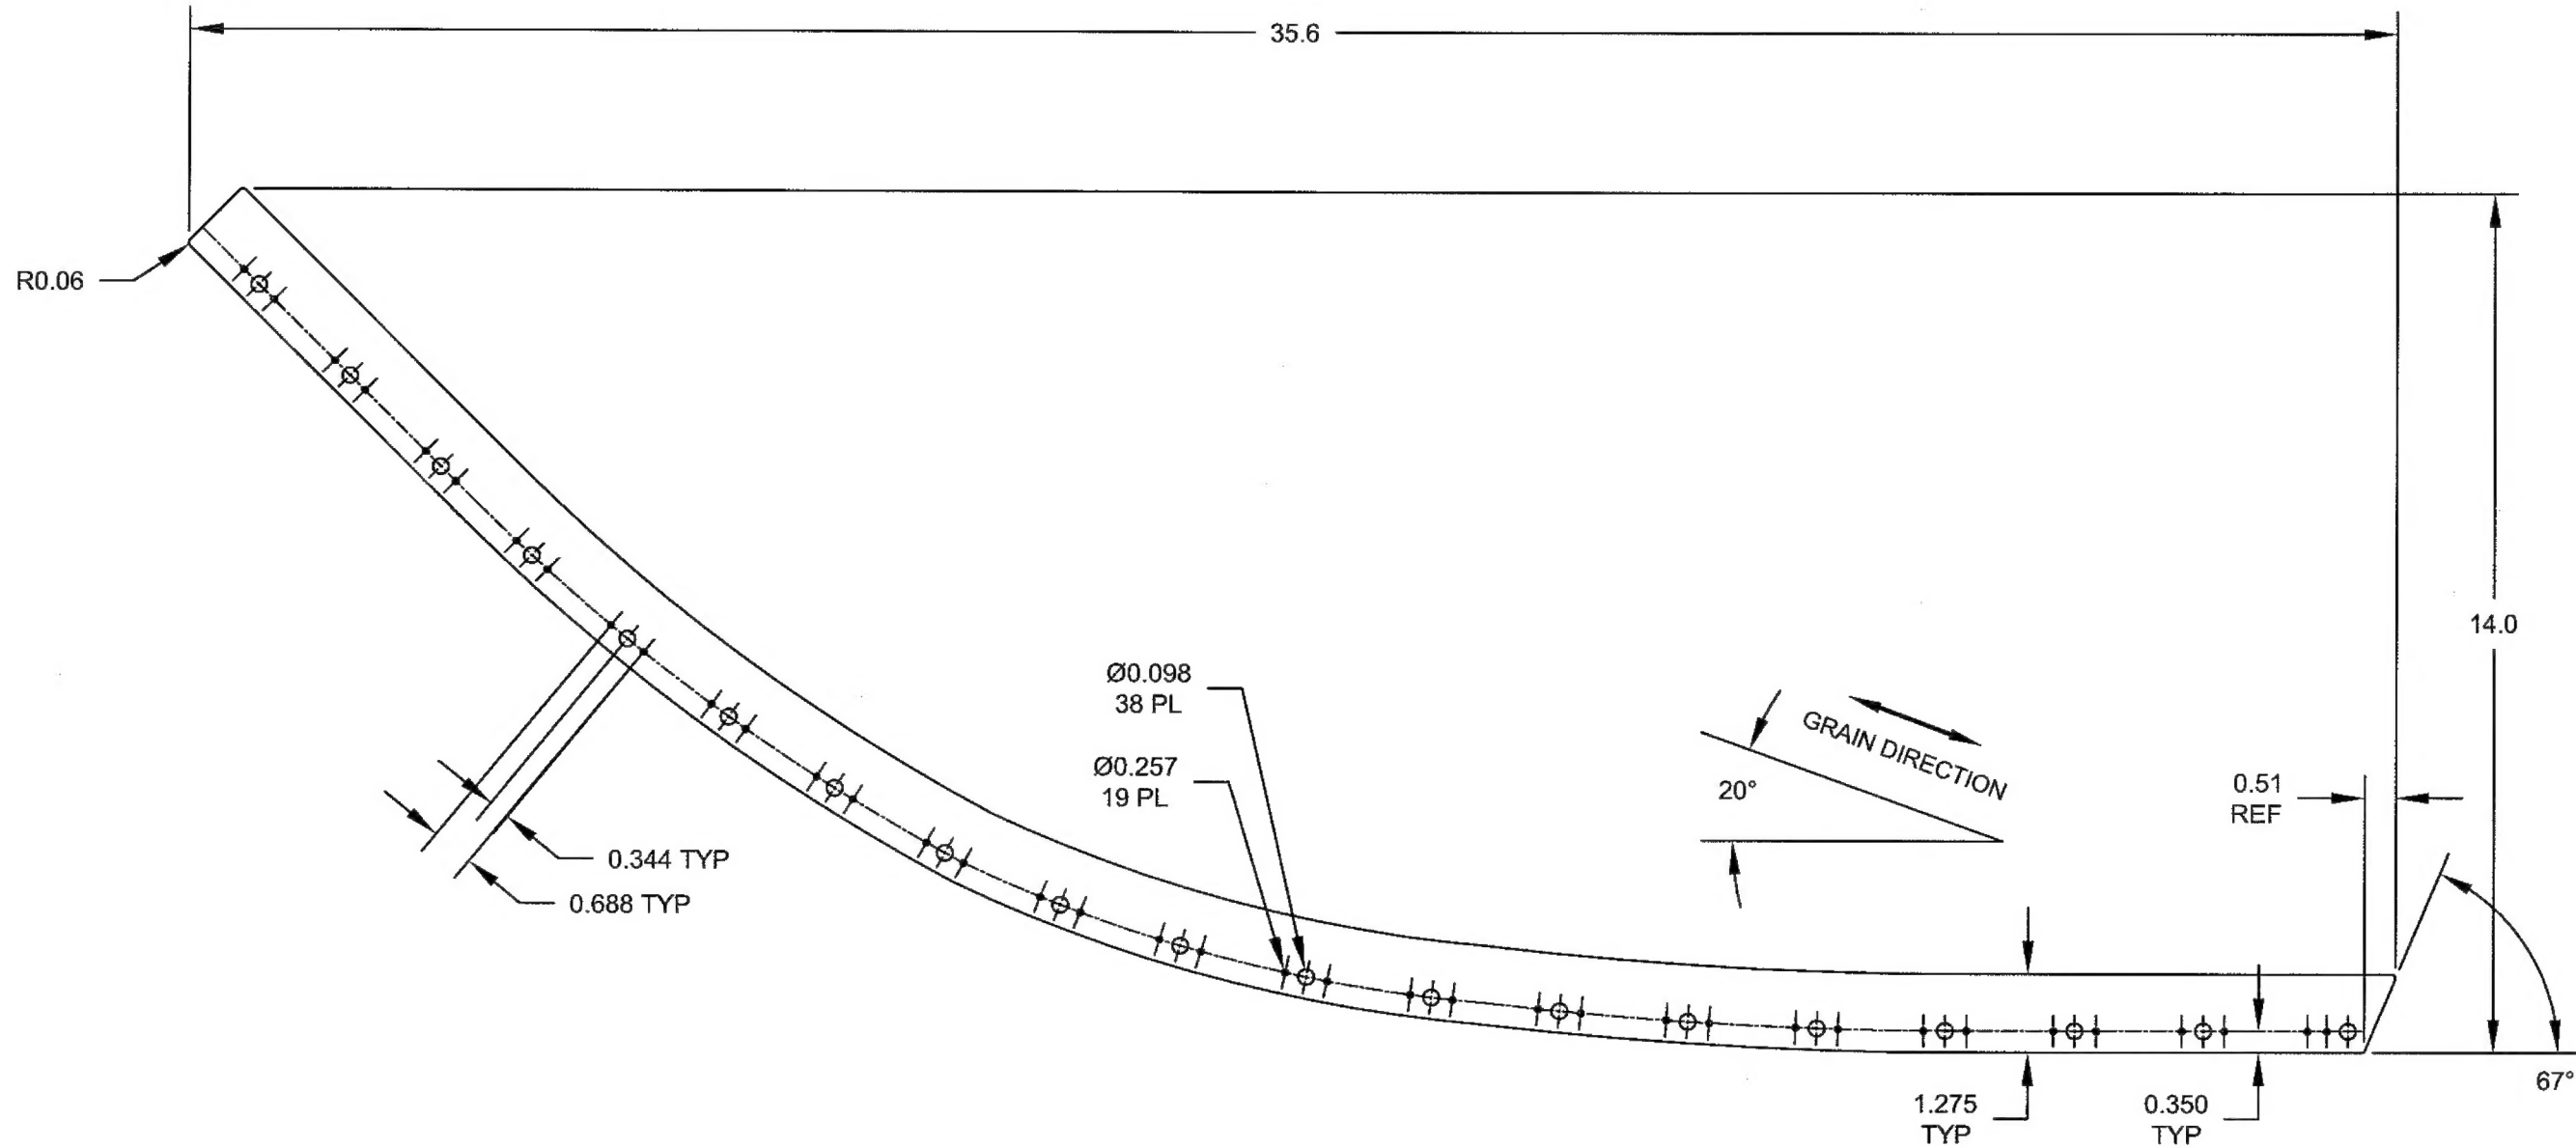 35.6
R0.06
14.0
Ø0.098
38 PL
GRAIN DIRECTION
Ø0.257
19 PL
20°
0.51
REF
0.344 TYP
0.688 TYP
67°
1.275
TYP
0.350
TYP